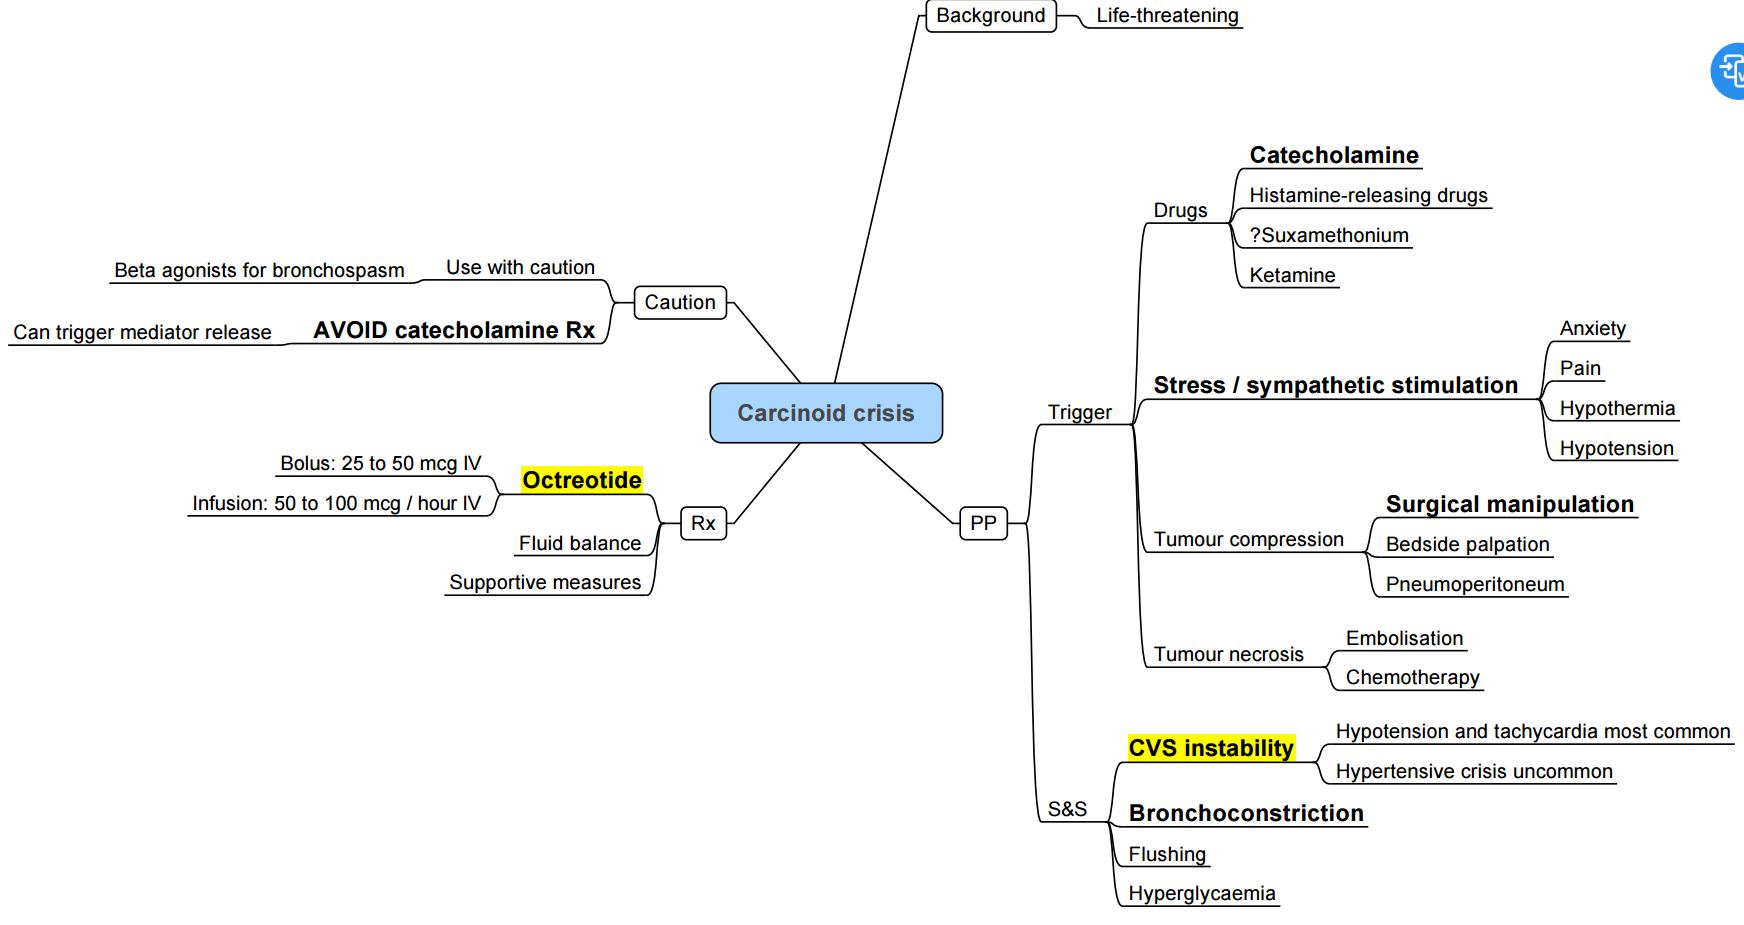 Background
Life-threatening
Catecholamine
Histamine-releasing drugs
Drugs
?Suxamethonium
Ketamine
Beta agonists for bronchospasm
Use with caution
Caution
Can trigger mediator release
AVOID catecholamine Rx
Anxiety
Pain
Stress / sympathetic stimulation
Hypothermia
Hypotension
Carcinoid crisis
Trigger
Bolus: 25 to 50 mcg IV
Octreotide
Infusion: 50 to 100 mcg / hour IV
Rx
Fluid balance
Supportive measures
PP
Surgical manipulation
Tumour compression
Bedside palpation
Pneumoperitoneum
Embolisation
Tumour necrosis
Chemotherapy
Hypotension and tachycardia most common
CVS instability
Hypertensive crisis uncommon
S&S
Bronchoconstriction
Flushing
Hyperglycaemia